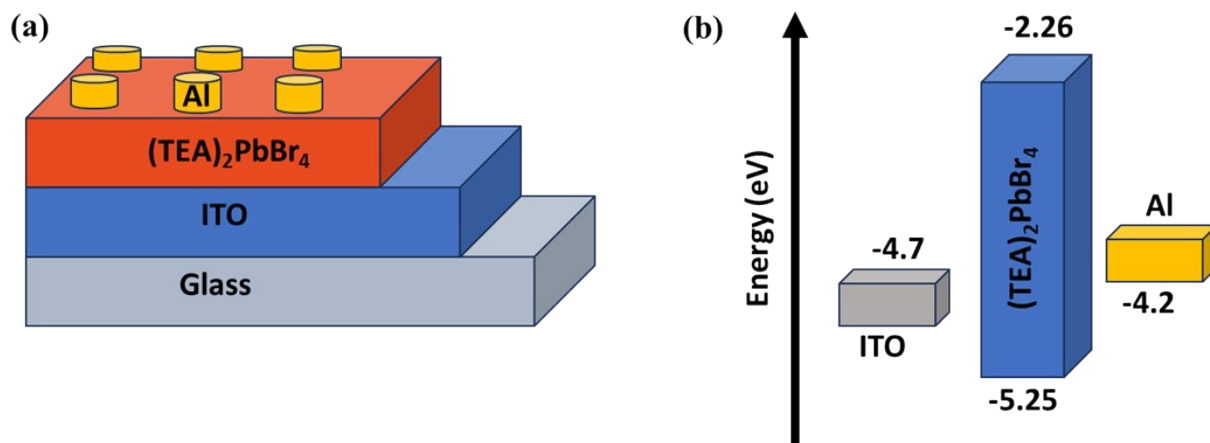 (a)
Al
(TEA)₂PbBr₄
ITO
Glass
(b)
Energy (eV)
-4.7
ITO
-2.26
(TEA)₂PbBr₄
-5.25
Al
-4.2